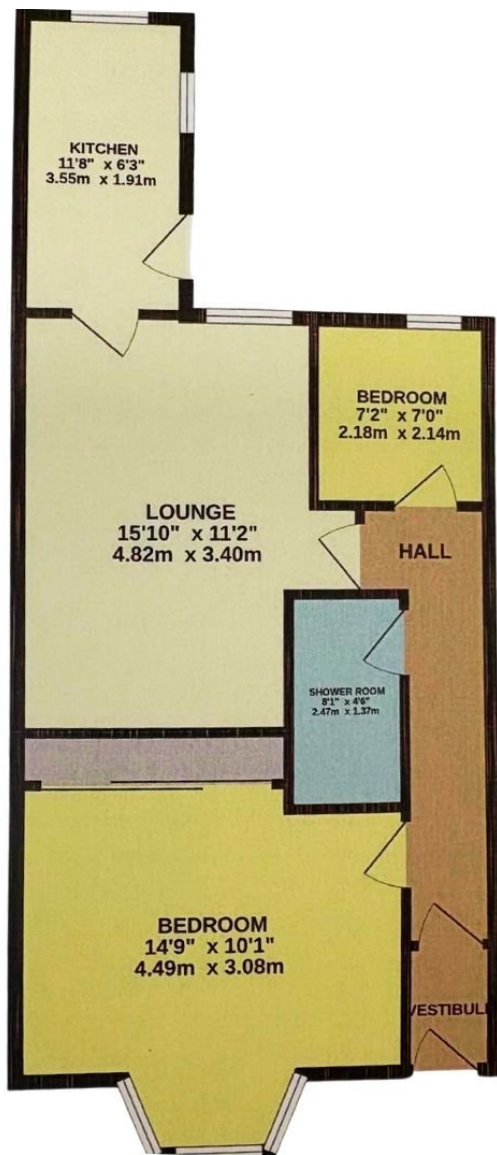 KITCHEN
11'8" x 6'3"
3.55m x 1.91m
BEDROOM
7'2" x 7'0"
2.18m x 2.14m
LOUNGE
15'10" x 11'2"
4.82m x 3.40m
HALL
SHOWER ROOM
8'1" x 4'6"
2.47m x 1.37m
BEDROOM
14'9" x 10'1"
4.49m x 3.08m
VESTIBULE